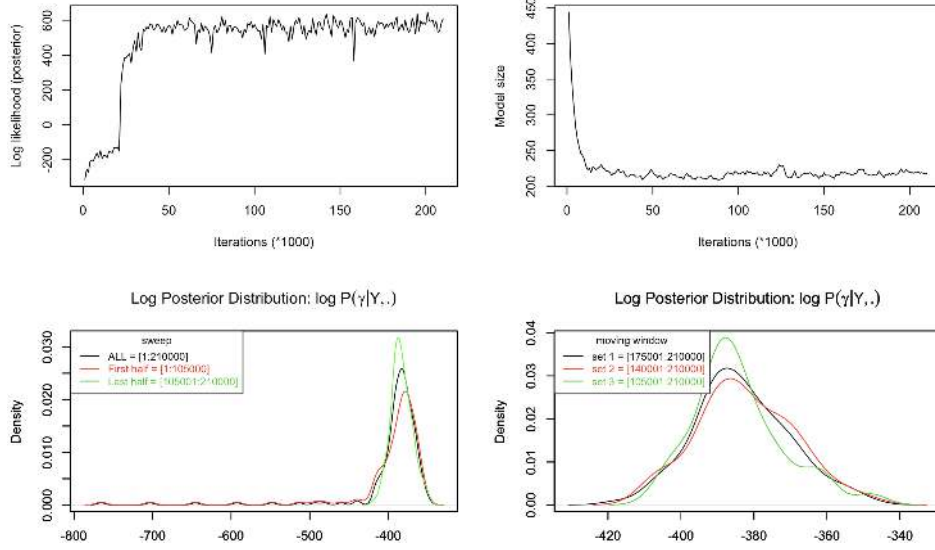 Log likelihood (posterior)
-200 0 200 400 600
0 50 100 150 200
Iterations (*1000)
Model size
200 250 300 350 400 450
0 50 100 150 200
Iterations (*1000)
Log Posterior Distribution: log P(γ|Y,.)
Density
0.000 0.010 0.020 0.030
sweep
ALL = [1:210000]
First half = [1:105000]
Last half = [105001:210000]
-800 -700 -600 -500 -400
Log Posterior Distribution: log P(γ|Y,.)
Density
0.00 0.01 0.02 0.03 0.04
moving window
set 1 = [175001:210000]
set 2 = [140001:210000]
set 3 = [105001:210000]
-420 -400 -380 -360 -340